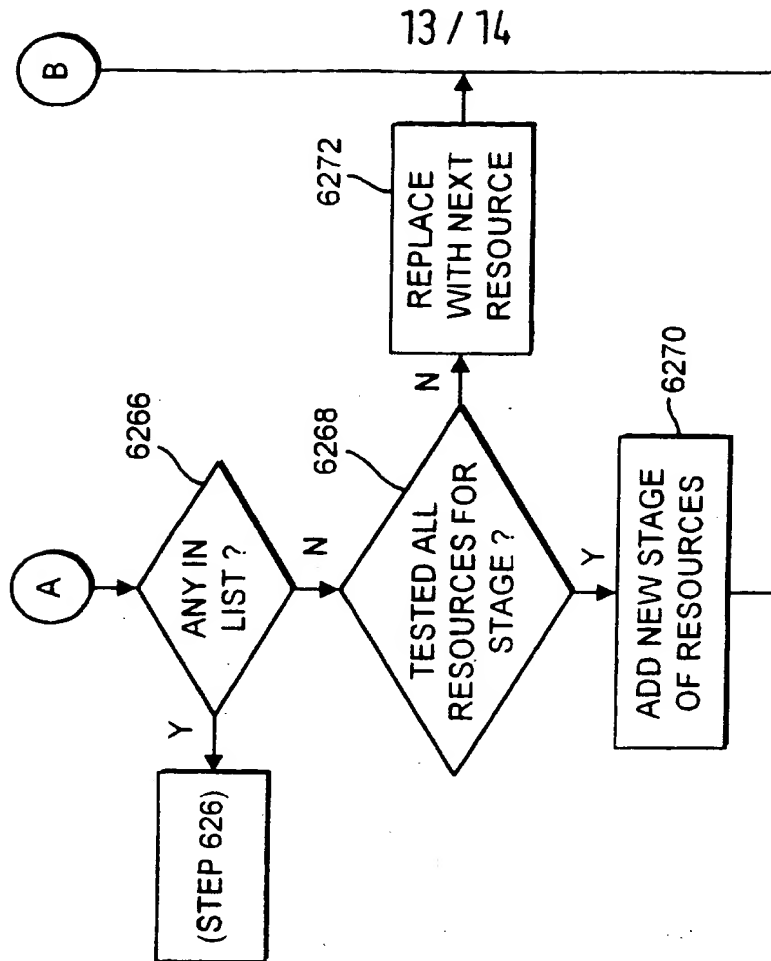 13 / 14
A
B
6266
ANY IN
LIST ?
Y
N
(STEP 626)
6268
TESTED ALL
RESOURCES FOR
STAGE ?
N
Y
6272
REPLACE
WITH NEXT
RESOURCE
6270
ADD NEW STAGE
OF RESOURCES